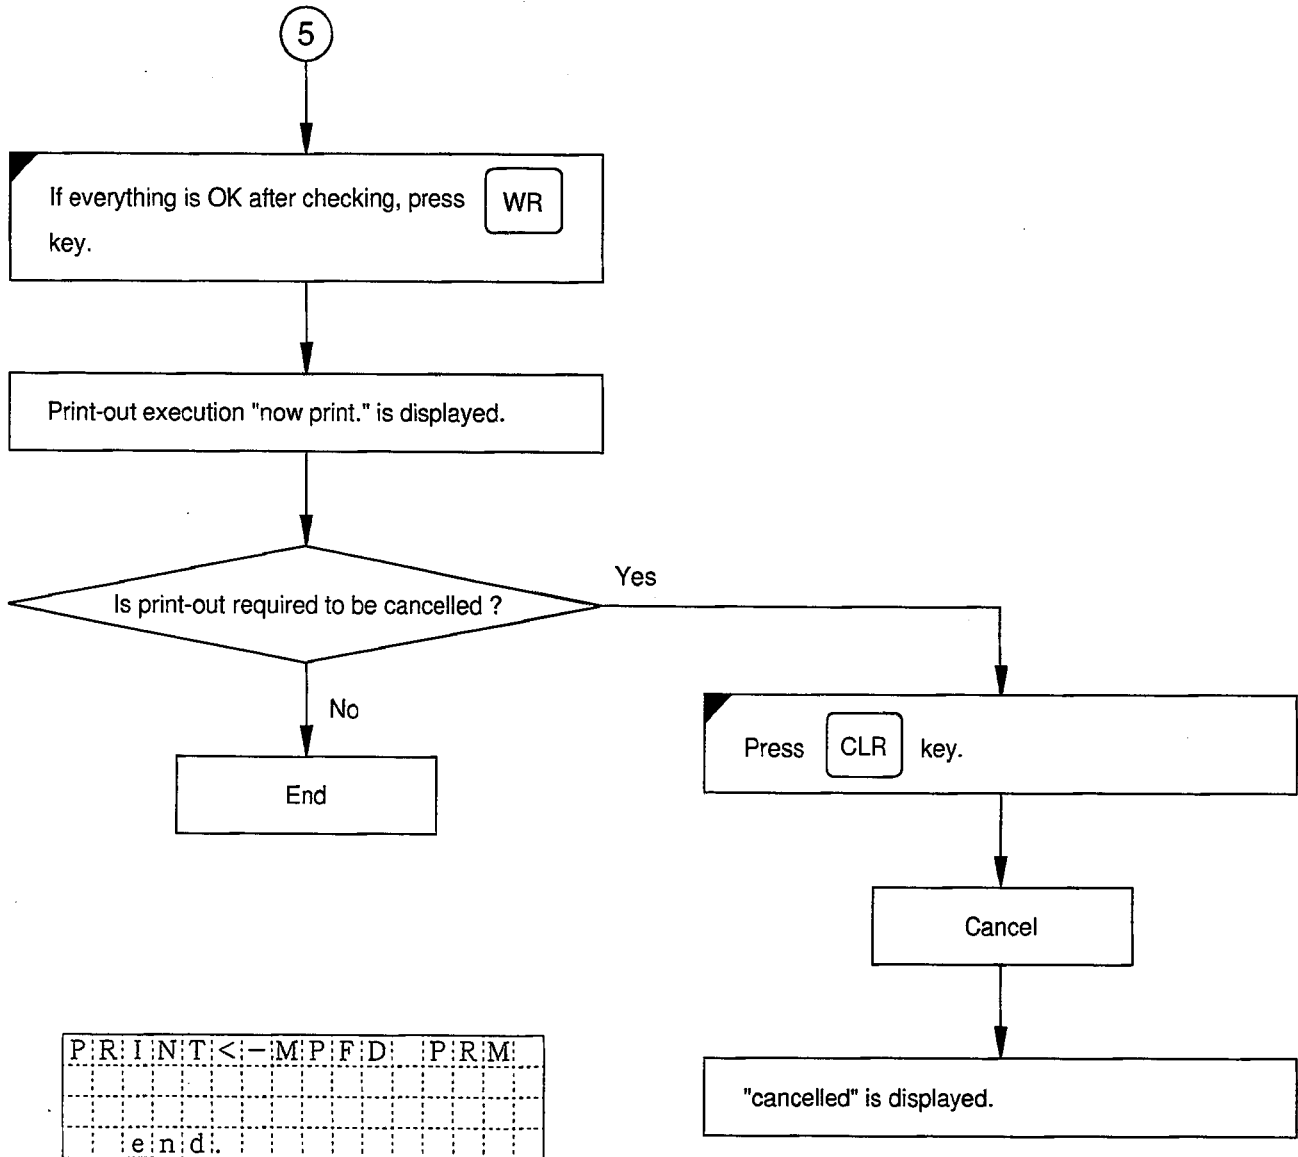 5
If everything is OK after checking, press WR
key.
Print-out execution "now print." is displayed.
Is print-out required to be cancelled ?
Yes
No
End
Press CLR key.
Cancel
"cancelled" is displayed.
PRINT<-MPFD PRM
end.